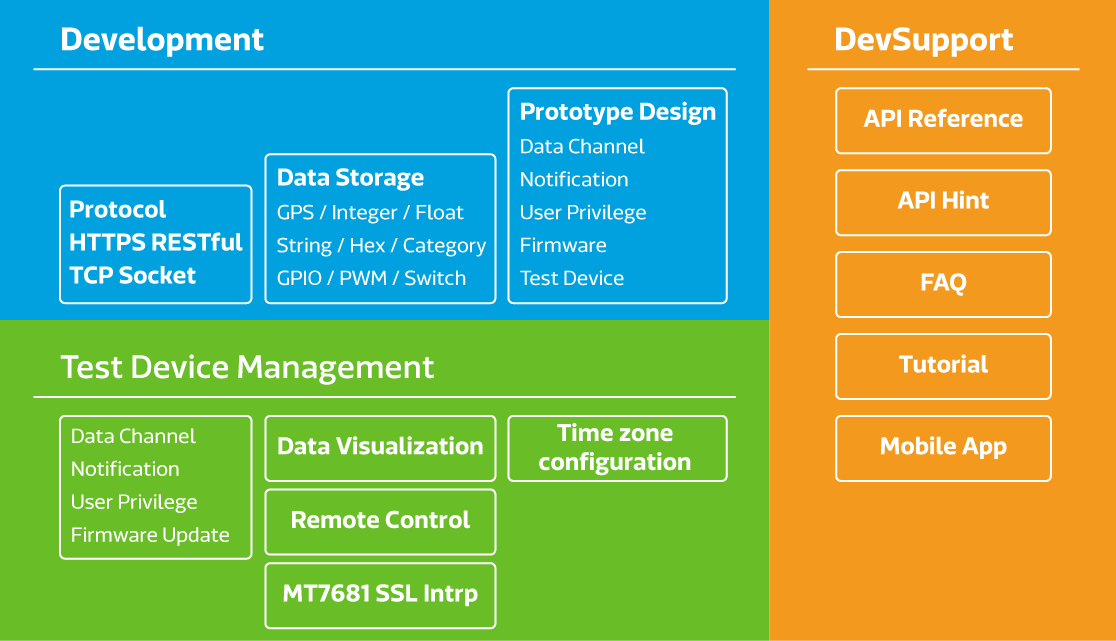 Development
Protocol
HTTPS RESTful
TCP Socket
Data Storage
GPS / Integer / Float
String / Hex / Category
GPIO / PWM / Switch
Prototype Design
Data Channel
Notification
User Privilege
Firmware
Test Device
Test Device Management
Data Channel
Notification
User Privilege
Firmware Update
Data Visualization
Remote Control
MT7681 SSL Intrp
Time zone
configuration
DevSupport
API Reference
API Hint
FAQ
Tutorial
Mobile App